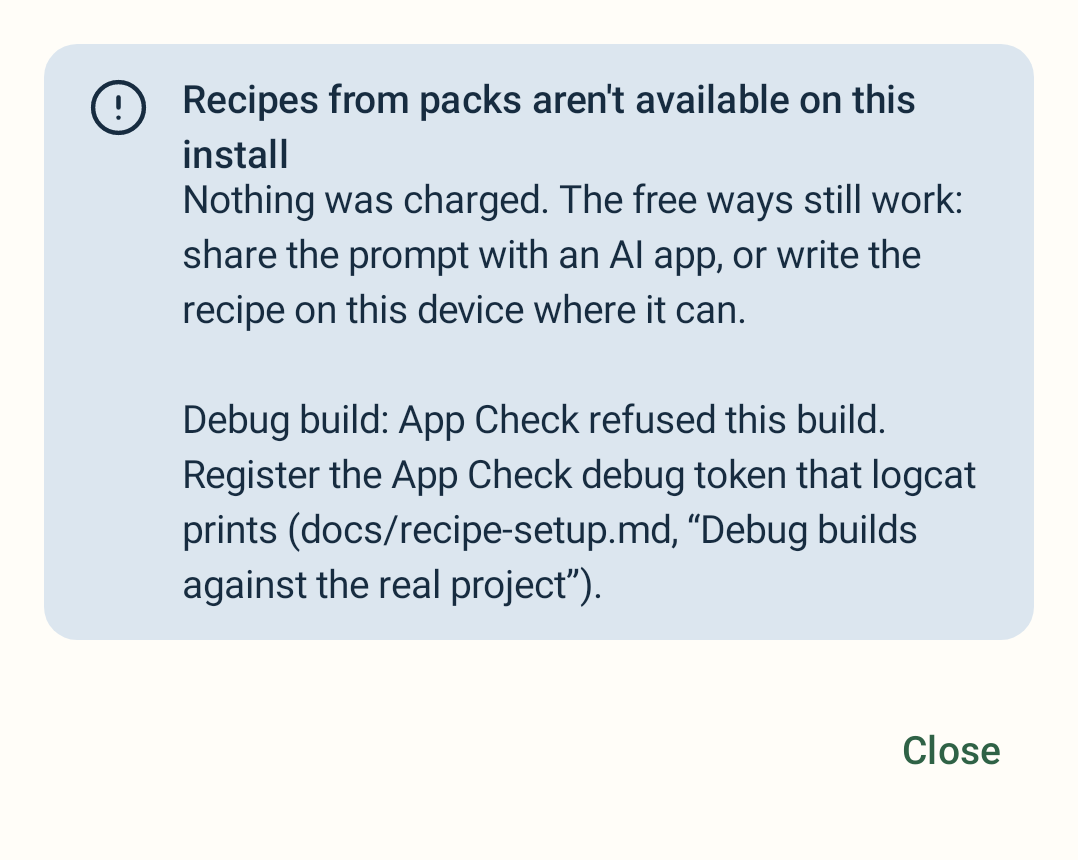 Recipes from packs aren't available on this
install
Nothing was charged. The free ways still work:
share the prompt with an AI app, or write the
recipe on this device where it can.
Debug build: App Check refused this build.
Register the App Check debug token that logcat
prints (docs/recipe-setup.md, “Debug builds
against the real project”).
Close